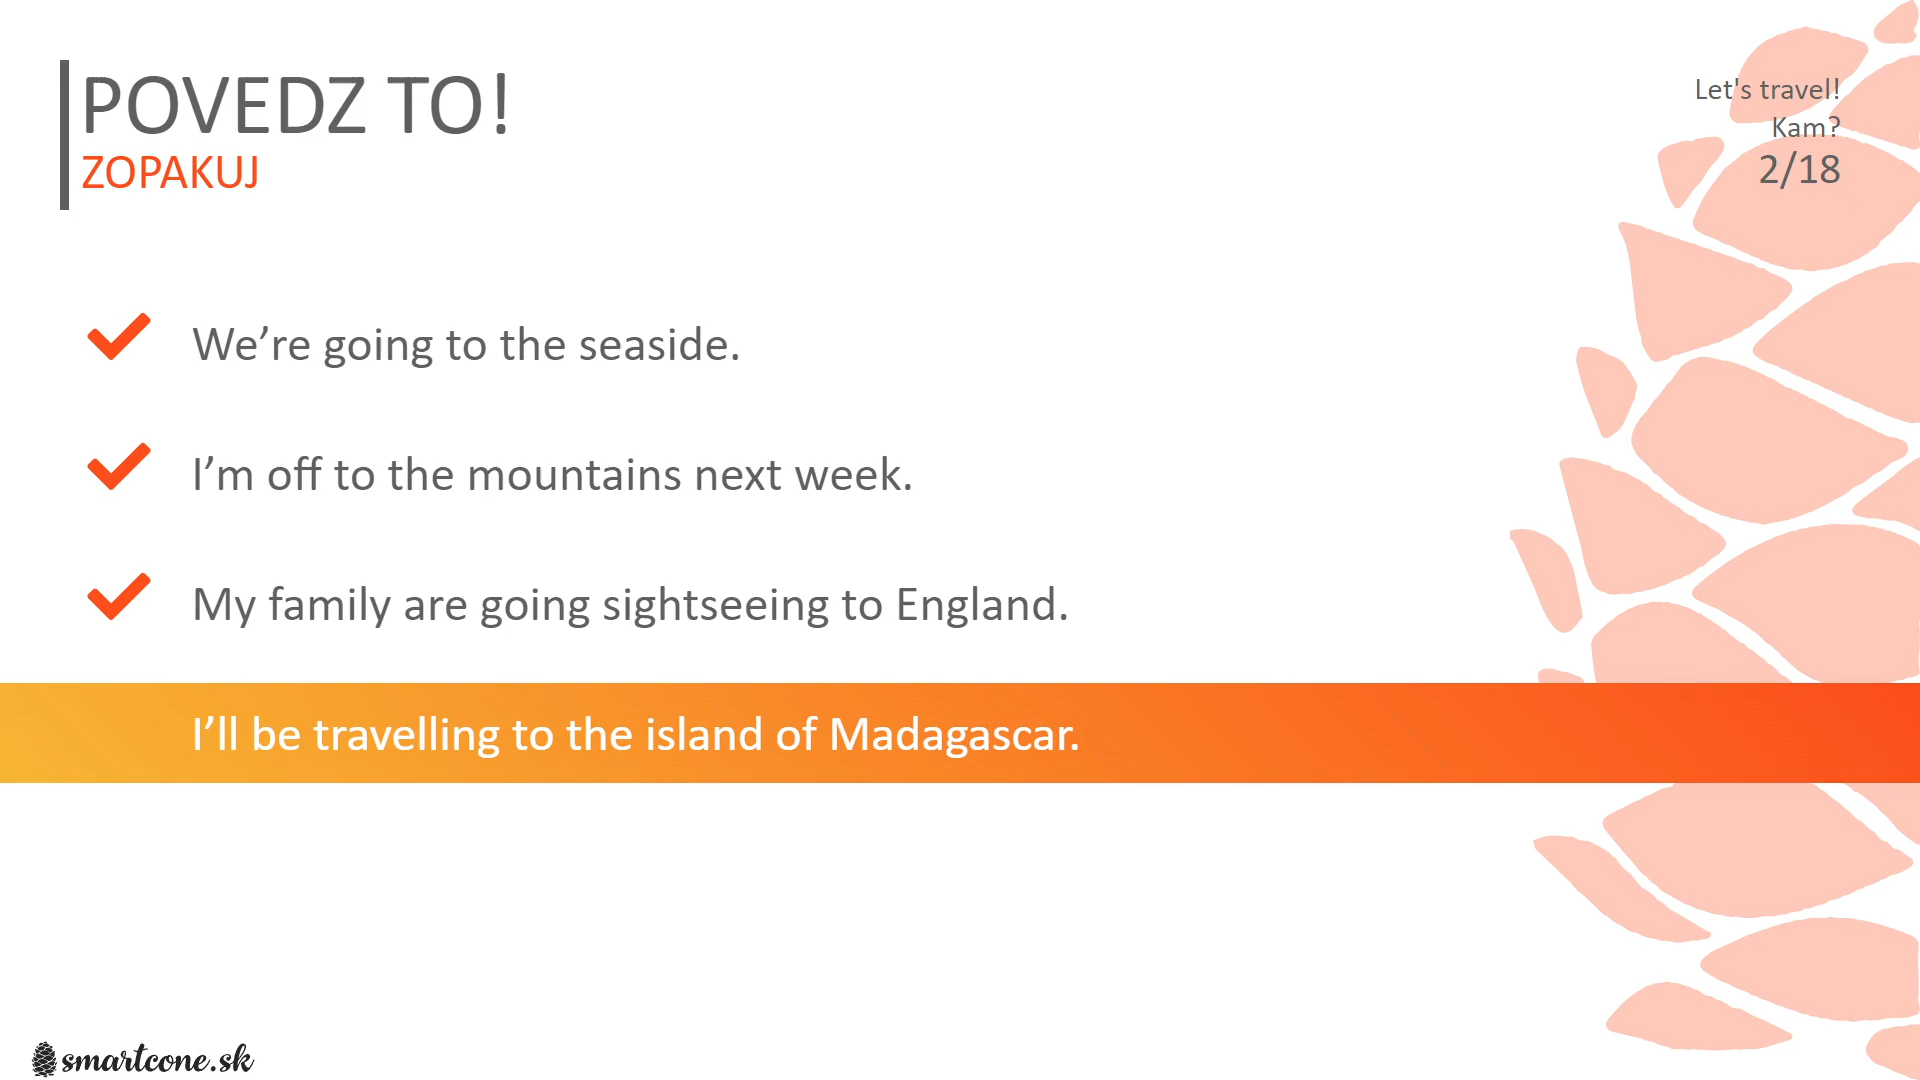 POVEDZ TO!
ZOPAKUJ
Let's travel!
Kam?
2/18
We’re going to the seaside.
I’m off to the mountains next week.
My family are going sightseeing to England.
I’ll be travelling to the island of Madagascar.
smartcone.sk